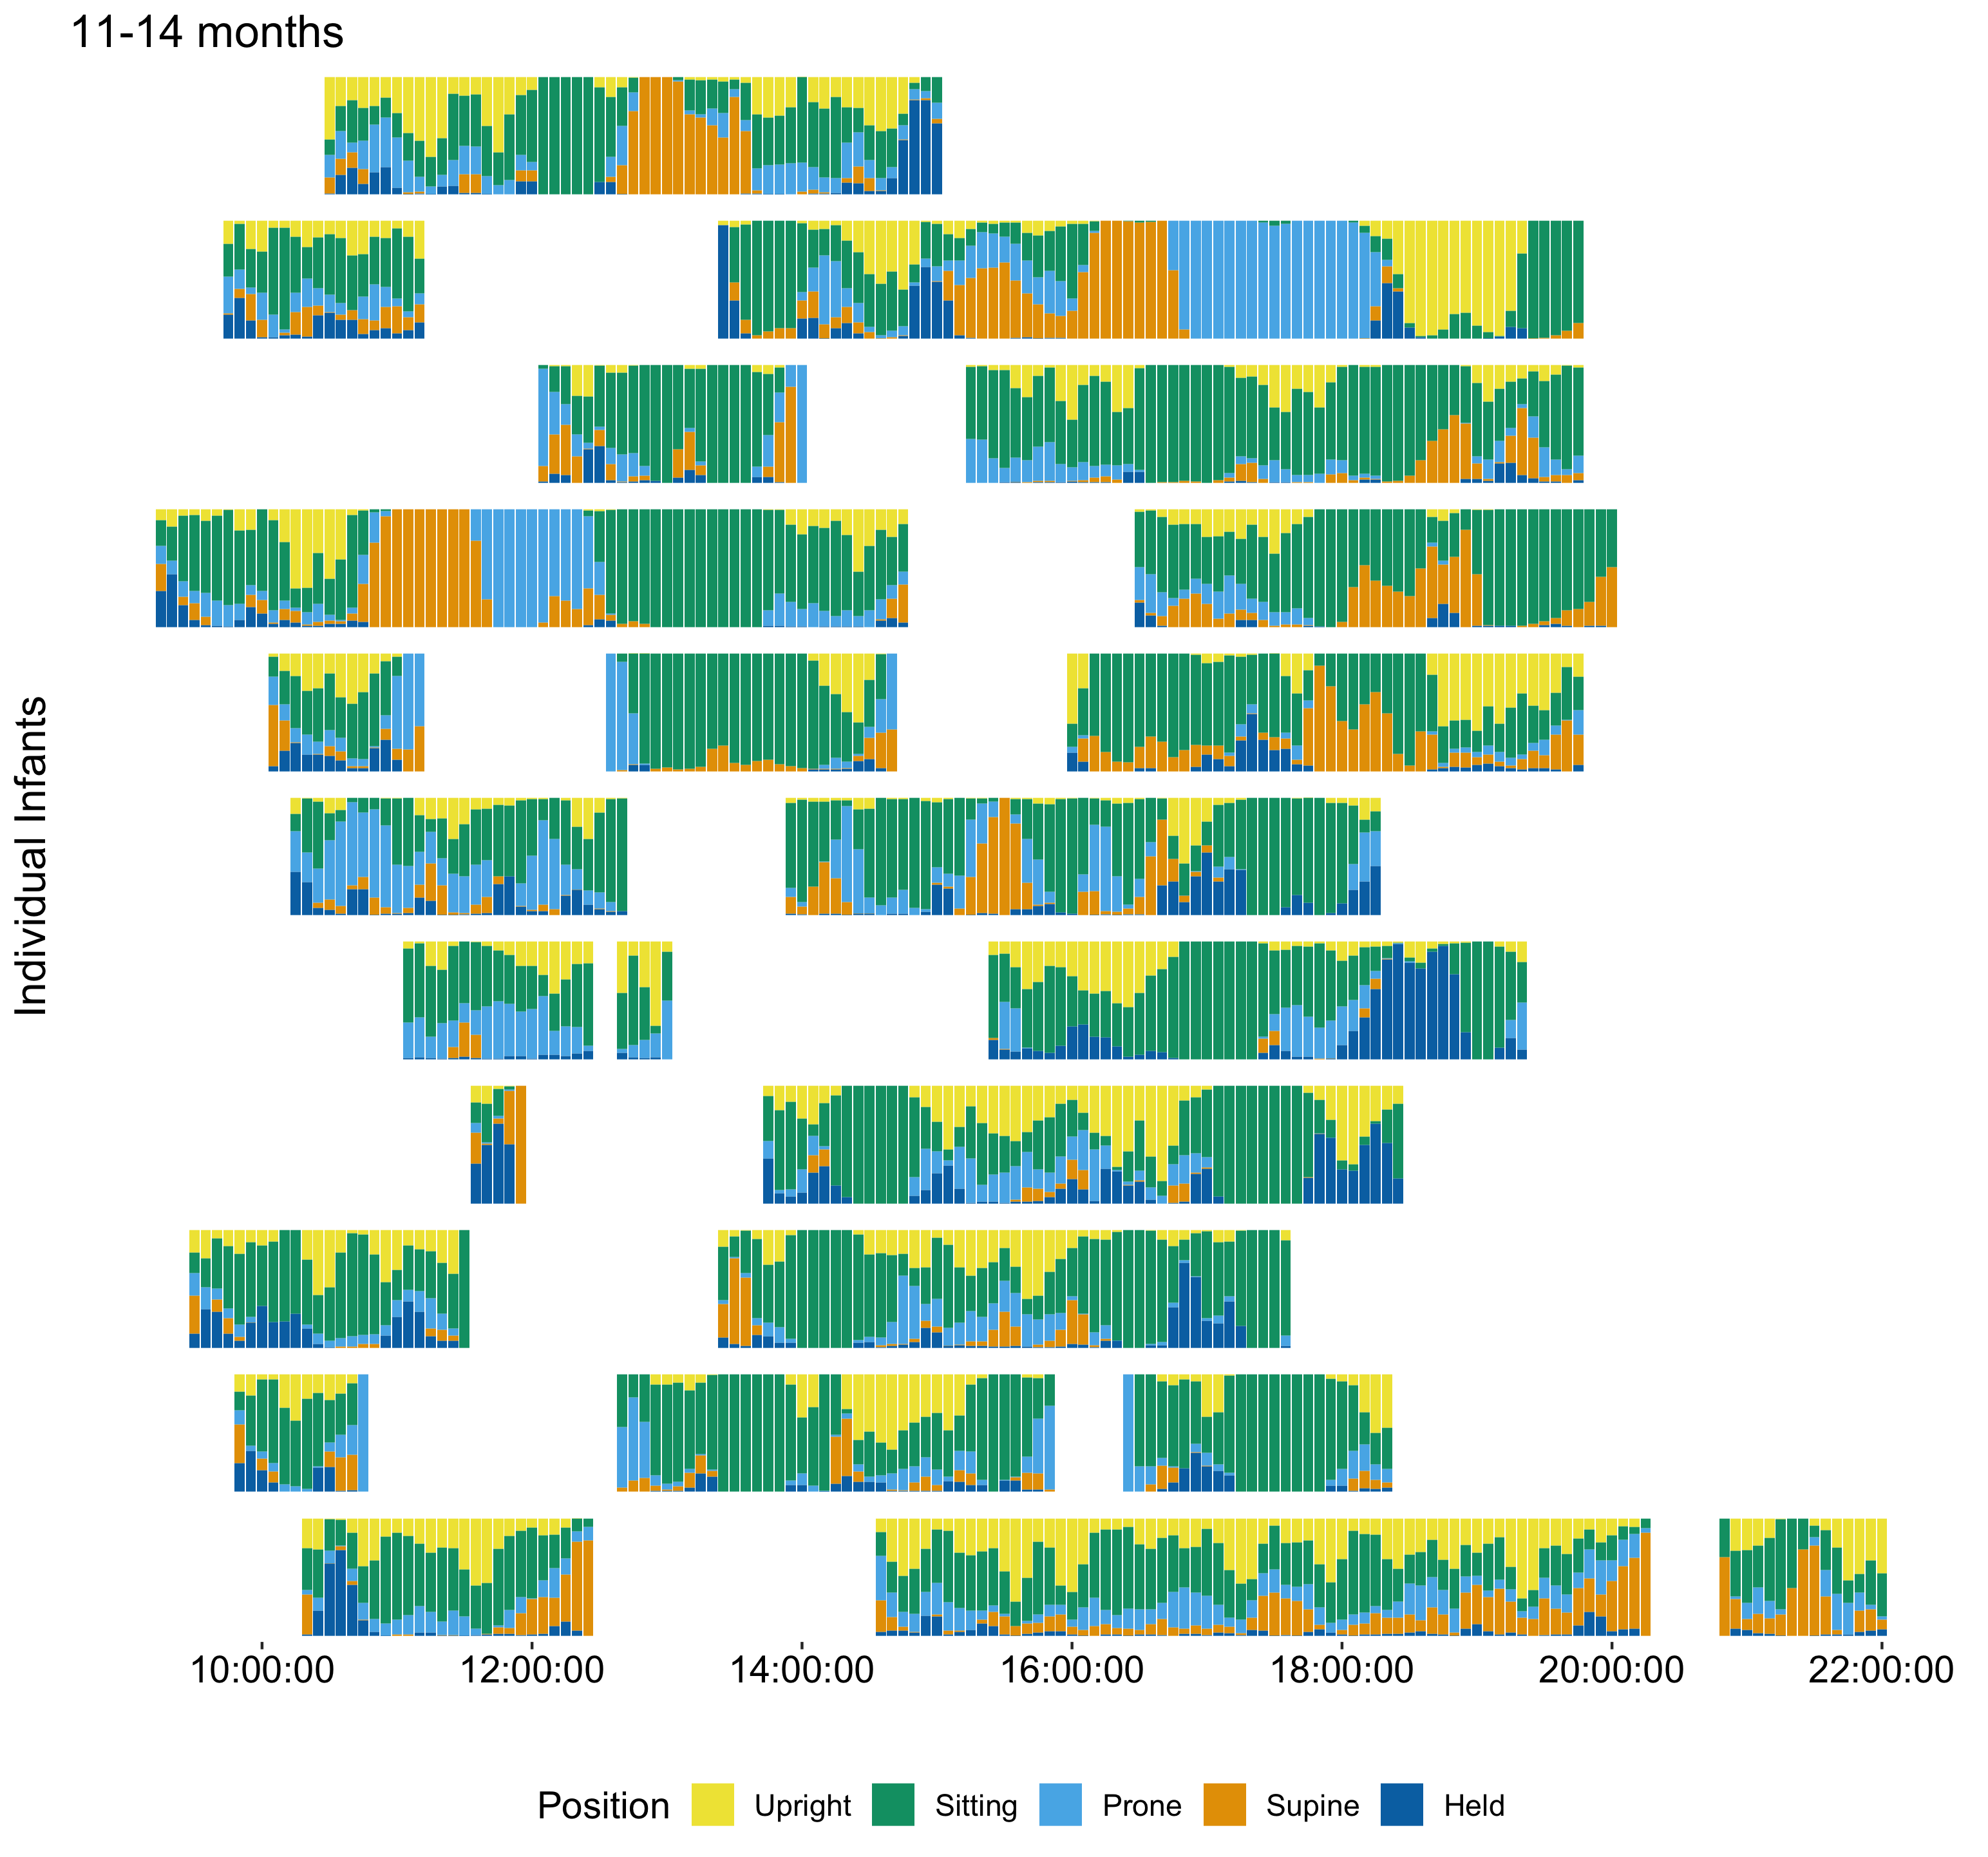 11-14 months
Individual Infants
10:00:00 12:00:00 14:00:00 16:00:00 18:00:00 20:00:00 22:00:00
Position Upright Sitting Prone Supine Held